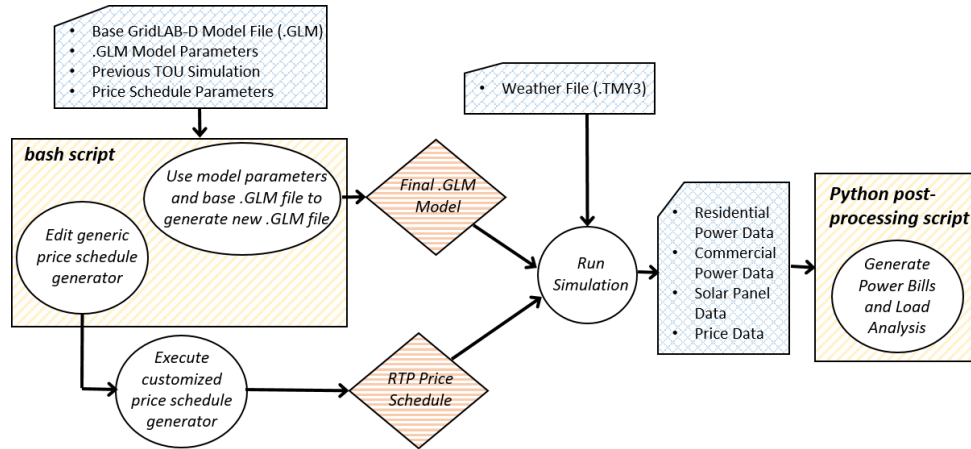 • Base GridLAB-D Model File (.GLM)
• .GLM Model Parameters
• Previous TOU Simulation
• Price Schedule Parameters
• Weather File (.TMY3)
bash script
Use model parameters
and base .GLM file to
generate new .GLM file
Edit generic
price schedule
generator
Final .GLM
Model
Run
Simulation
• Residential
Power Data
• Commercial
Power Data
• Solar Panel
Data
• Price Data
Python post-
processing script
Generate
Power Bills
and Load
Analysis
Execute
customized
price schedule
generator
RTP Price
Schedule